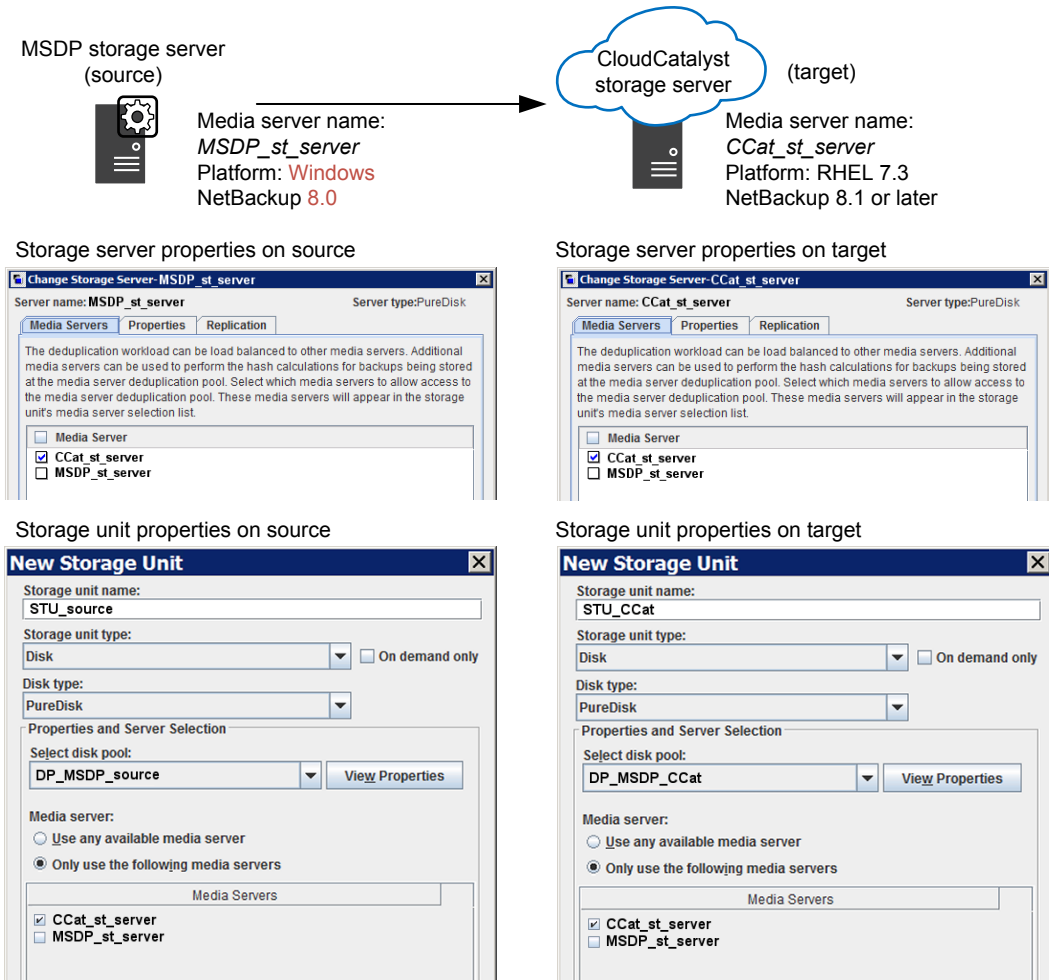 MSDP storage server
(source)
Media server name:
MSDP_st_server
Platform: Windows
NetBackup 8.0
CloudCatalyst
storage server
(target)
Media server name:
CCat_st_server
Platform: RHEL 7.3
NetBackup 8.1 or later
Storage server properties on source
Change Storage Server-MSDP_st_server
Server name: MSDP_st_server Server type:PureDisk
Media Servers Properties Replication
The deduplication workload can be load balanced to other media servers. Additional
media servers can be used to perform the hash calculations for backups being stored
at the media server deduplication pool. Select which media servers to allow access to
the media server deduplication pool. These media servers will appear in the storage
unit's media server selection list.
Media Server
CCat_st_server
MSDP_st_server
Storage server properties on target
Change Storage Server-CCat_st_server
Server name: CCat_st_server Server type:PureDisk
Media Servers Properties Replication
The deduplication workload can be load balanced to other media servers. Additional
media servers can be used to perform the hash calculations for backups being stored
at the media server deduplication pool. Select which media servers to allow access to
the media server deduplication pool. These media servers will appear in the storage
unit's media server selection list.
Media Server
CCat_st_server
MSDP_st_server
Storage unit properties on source
New Storage Unit
Storage unit name:
STU_source
Storage unit type:
Disk On demand only
Disk type:
PureDisk
Properties and Server Selection
Select disk pool:
DP_MSDP_source View Properties
Media server:
Use any available media server
Only use the following media servers
Media Servers
CCat_st_server
MSDP_st_server
Storage unit properties on target
New Storage Unit
Storage unit name:
STU_CCat
Storage unit type:
Disk On demand only
Disk type:
PureDisk
Properties and Server Selection
Select disk pool:
DP_MSDP_CCat View Properties
Media server:
Use any available media server
Only use the following media servers
Media Servers
CCat_st_server
MSDP_st_server